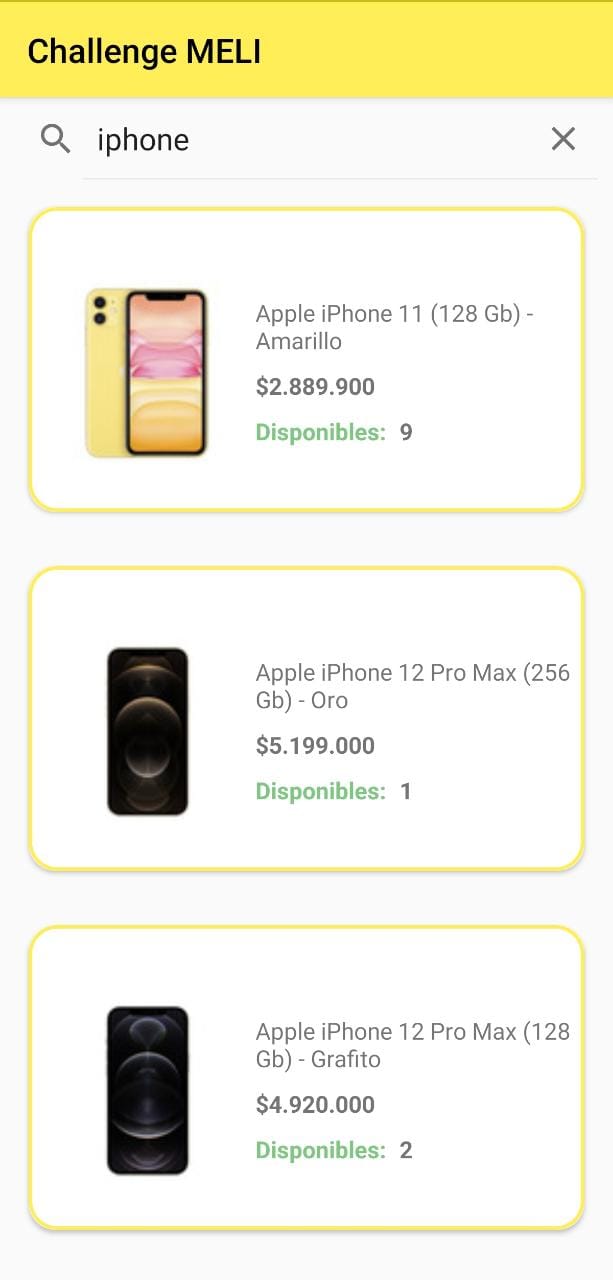 Challenge MELI
iphone
Apple iPhone 11 (128 Gb) -
Amarillo
$2.889.900
Disponibles: 9
Apple iPhone 12 Pro Max (256
Gb) - Oro
$5.199.000
Disponibles: 1
Apple iPhone 12 Pro Max (128
Gb) - Grafito
$4.920.000
Disponibles: 2